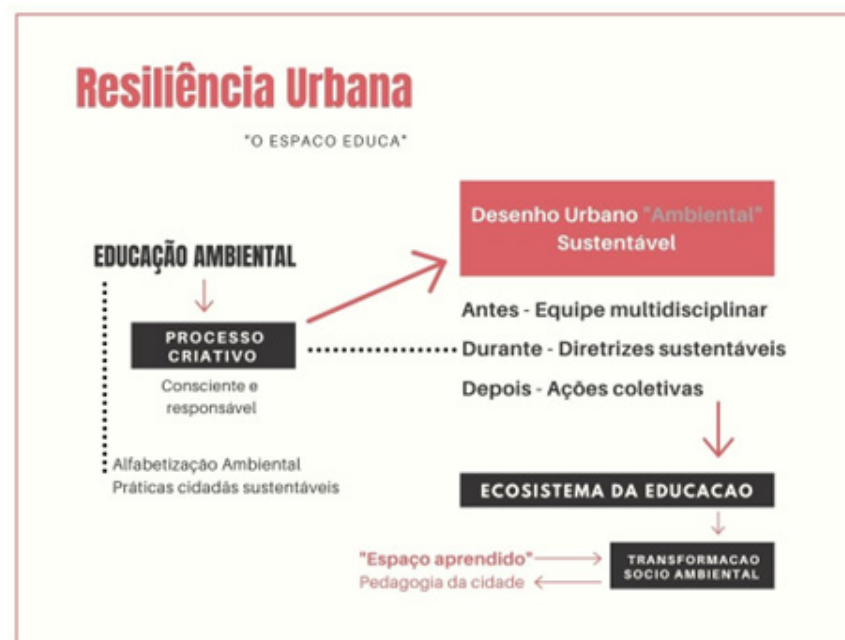 Resiliência Urbana
"O ESPACO EDUCA"
EDUCAÇÃO AMBIENTAL
PROCESSO
CRIATIVO
Consciente e
responsável
Alfabetização Ambiental
Práticas cidadãs sustentáveis
Desenho Urbano "Ambiental"
Sustentável
Antes - Equipe multidisciplinar
Durante - Diretrizes sustentáveis
Depois - Ações coletivas
ECOSISTEMA DA EDUCACAO
"Espaço aprendido"
Pedagogia da cidade
TRANSFORMACAO
SOCIO AMBIENTAL